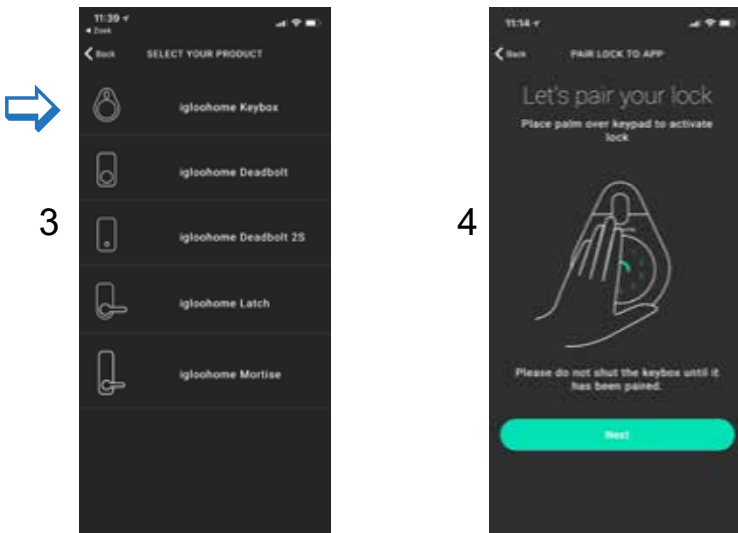 11:39
Zoek
Back SELECT YOUR PRODUCT
igloohome Keybox
igloohome Deadbolt
3
igloohome Deadbolt 2S
igloohome Latch
igloohome Mortise
11:14
Back PAIR LOCK TO APP
Let's pair your lock
Place palm over keypad to activate
lock
4
Please do not shut the keybox until it
has been paired.
Next